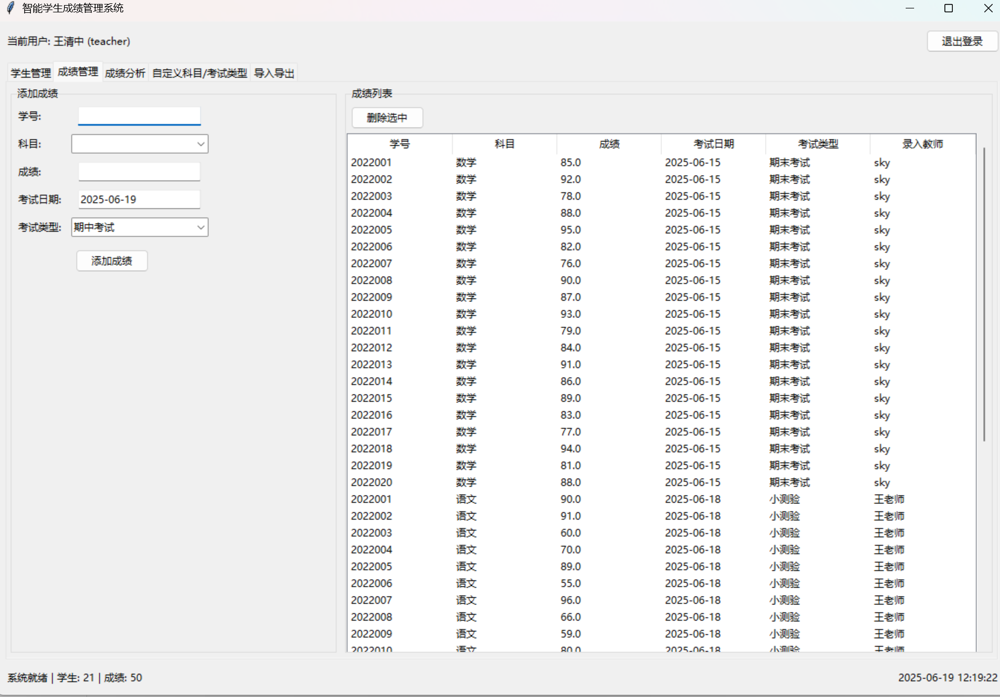 智能学生成绩管理系统
当前用户: 王清中 (teacher)
退出登录
学生管理 成绩管理 成绩分析 自定义科目/考试类型 导入导出
添加成绩
学号:
科目:
成绩:
考试日期: 2025-06-19
考试类型: 期中考试
添加成绩
成绩列表
删除选中
学号 科目 成绩 考试日期 考试类型 录入教师
2022001 数学 85.0 2025-06-15 期末考试 sky
2022002 数学 92.0 2025-06-15 期末考试 sky
2022003 数学 78.0 2025-06-15 期末考试 sky
2022004 数学 88.0 2025-06-15 期末考试 sky
2022005 数学 95.0 2025-06-15 期末考试 sky
2022006 数学 82.0 2025-06-15 期末考试 sky
2022007 数学 76.0 2025-06-15 期末考试 sky
2022008 数学 90.0 2025-06-15 期末考试 sky
2022009 数学 87.0 2025-06-15 期末考试 sky
2022010 数学 93.0 2025-06-15 期末考试 sky
2022011 数学 79.0 2025-06-15 期末考试 sky
2022012 数学 84.0 2025-06-15 期末考试 sky
2022013 数学 91.0 2025-06-15 期末考试 sky
2022014 数学 86.0 2025-06-15 期末考试 sky
2022015 数学 89.0 2025-06-15 期末考试 sky
2022016 数学 83.0 2025-06-15 期末考试 sky
2022017 数学 77.0 2025-06-15 期末考试 sky
2022018 数学 94.0 2025-06-15 期末考试 sky
2022019 数学 81.0 2025-06-15 期末考试 sky
2022020 数学 88.0 2025-06-15 期末考试 sky
2022001 语文 90.0 2025-06-18 小测验 王老师
2022002 语文 91.0 2025-06-18 小测验 王老师
2022003 语文 60.0 2025-06-18 小测验 王老师
2022004 语文 70.0 2025-06-18 小测验 王老师
2022005 语文 89.0 2025-06-18 小测验 王老师
2022006 语文 55.0 2025-06-18 小测验 王老师
2022007 语文 96.0 2025-06-18 小测验 王老师
2022008 语文 66.0 2025-06-18 小测验 王老师
2022009 语文 59.0 2025-06-18 小测验 王老师
2022010 语文 80.0 2025-06-18 小测验 王老师
系统就绪 | 学生: 21 | 成绩: 50
2025-06-19 12:19:22